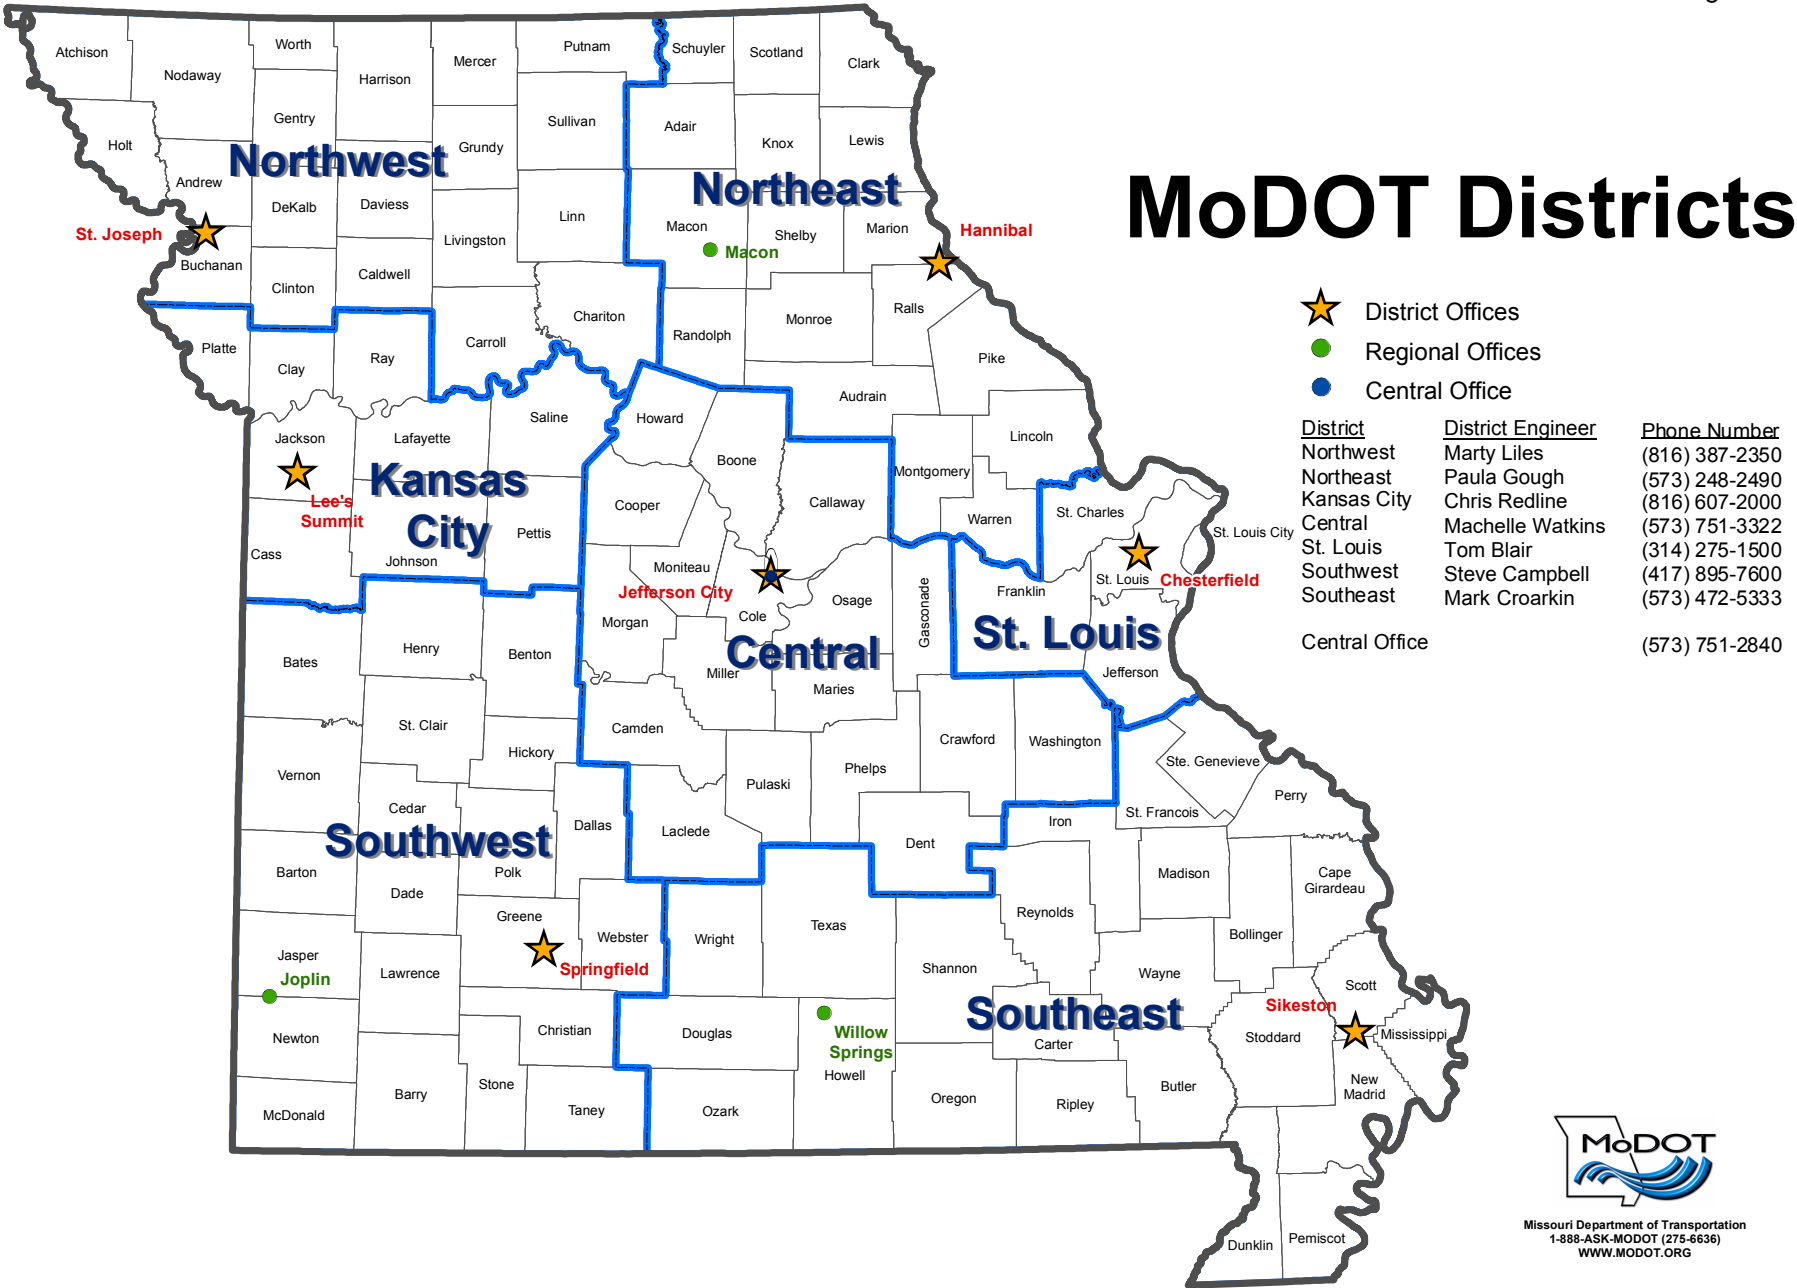 Atchison
Nodaway
Worth
Harrison
Mercer
Putnam
Schuyler
Scotland
Clark
Gentry
Sullivan
Adair
Knox
Lewis
Holt
Grundy
Northwest
Andrew
Northeast
DeKalb
Daviess
Linn
Macon
Shelby
Marion
Livingston
St. Joseph
Hannibal
Macon
Buchanan
Caldwell
Clinton
Chariton
Ralls
Monroe
Randolph
Carroll
Platte
Ray
Clay
Pike
Audrain
Saline
Howard
Jackson
Lafayette
Lincoln
Boone
Montgomery
Kansas
City
Lee's
Summit
Cooper
Callaway
Warren
St. Charles
St. Louis City
Pettis
Cass
Johnson
Moniteau
St. Louis
Chesterfield
Jefferson City
Franklin
Osage
Gasconade
Cole
Morgan
St. Louis
Central
Henry
Benton
Bates
Miller
Maries
Jefferson
St. Clair
Camden
Crawford
Washington
Hickory
Ste. Genevieve
Vernon
Phelps
Pulaski
Perry
Cedar
St. Francois
Iron
Dallas
Laclede
Southwest
Dent
Barton
Polk
Madison
Cape
Girardeau
Dade
Reynolds
Greene
Texas
Webster
Wright
Bollinger
Jasper
Joplin
Lawrence
Springfield
Shannon
Wayne
Scott
Sikeston
Southeast
Newton
Christian
Douglas
Willow
Springs
Carter
Stoddard
Mississippi
Howell
Stone
Barry
Butler
New
Madrid
McDonald
Taney
Ozark
Oregon
Ripley
Dunklin
Pemiscot
MoDOT Districts
District Offices
Regional Offices
Central Office
District District Engineer Phone Number
Northwest Marty Liles (816) 387-2350
Northeast Paula Gough (573) 248-2490
Kansas City Chris Redline (816) 607-2000
Central Machelle Watkins (573) 751-3322
St. Louis Tom Blair (314) 275-1500
Southwest Steve Campbell (417) 895-7600
Southeast Mark Croarkin (573) 472-5333
Central Office (573) 751-2840
MoDOT
Missouri Department of Transportation
1-888-ASK-MODOT (275-6636)
WWW.MODOT.ORG